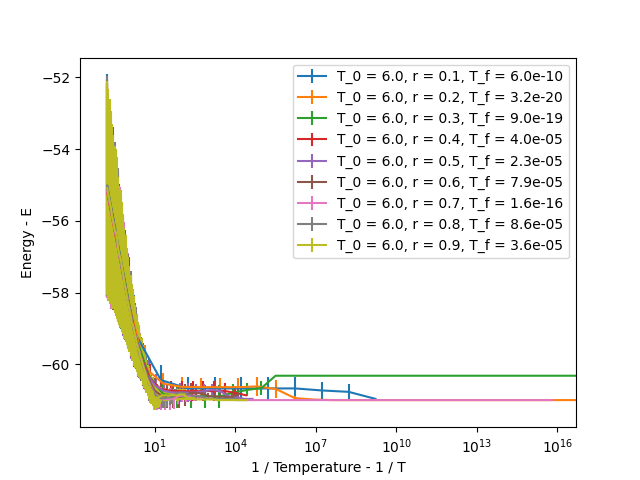 −52
−54
−56
−58
−60
Energy - E
10^1
10^4
10^7
10^10
10^13
10^16
1 / Temperature - 1 / T
T_0 = 6.0, r = 0.1, T_f = 6.0e-10
T_0 = 6.0, r = 0.2, T_f = 3.2e-20
T_0 = 6.0, r = 0.3, T_f = 9.0e-19
T_0 = 6.0, r = 0.4, T_f = 4.0e-05
T_0 = 6.0, r = 0.5, T_f = 2.3e-05
T_0 = 6.0, r = 0.6, T_f = 7.9e-05
T_0 = 6.0, r = 0.7, T_f = 1.6e-16
T_0 = 6.0, r = 0.8, T_f = 8.6e-05
T_0 = 6.0, r = 0.9, T_f = 3.6e-05